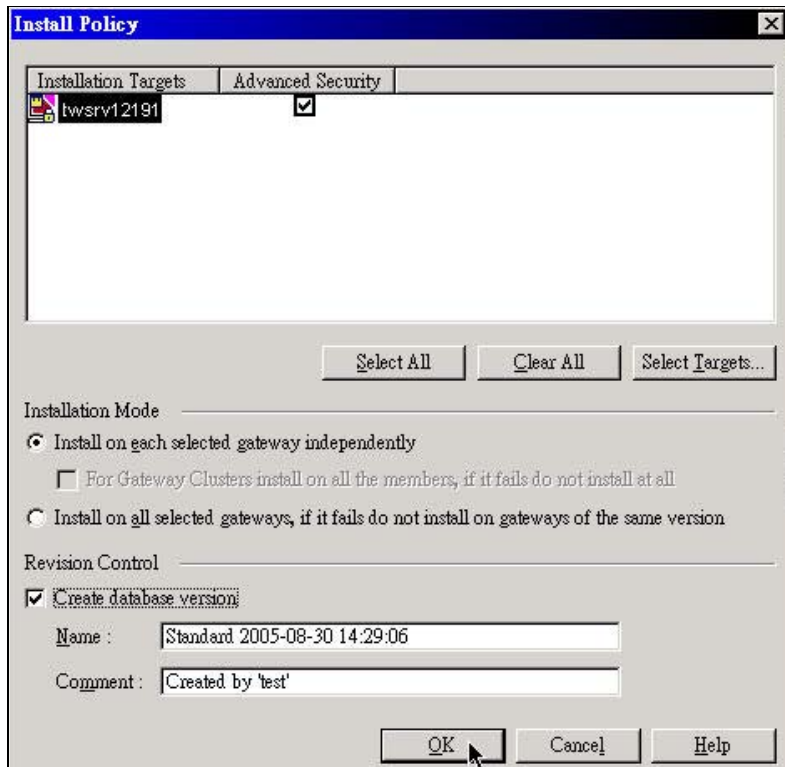 Install Policy
Installation Targets Advanced Security
twsrv12191
Select All Clear All Select Targets...
Installation Mode
Install on each selected gateway independently
For Gateway Clusters install on all the members, if it fails do not install at all
Install on all selected gateways, if it fails do not install on gateways of the same version
Revision Control
Create database version
Name : Standard 2005-08-30 14:29:06
Comment : Created by 'test'
OK Cancel Help